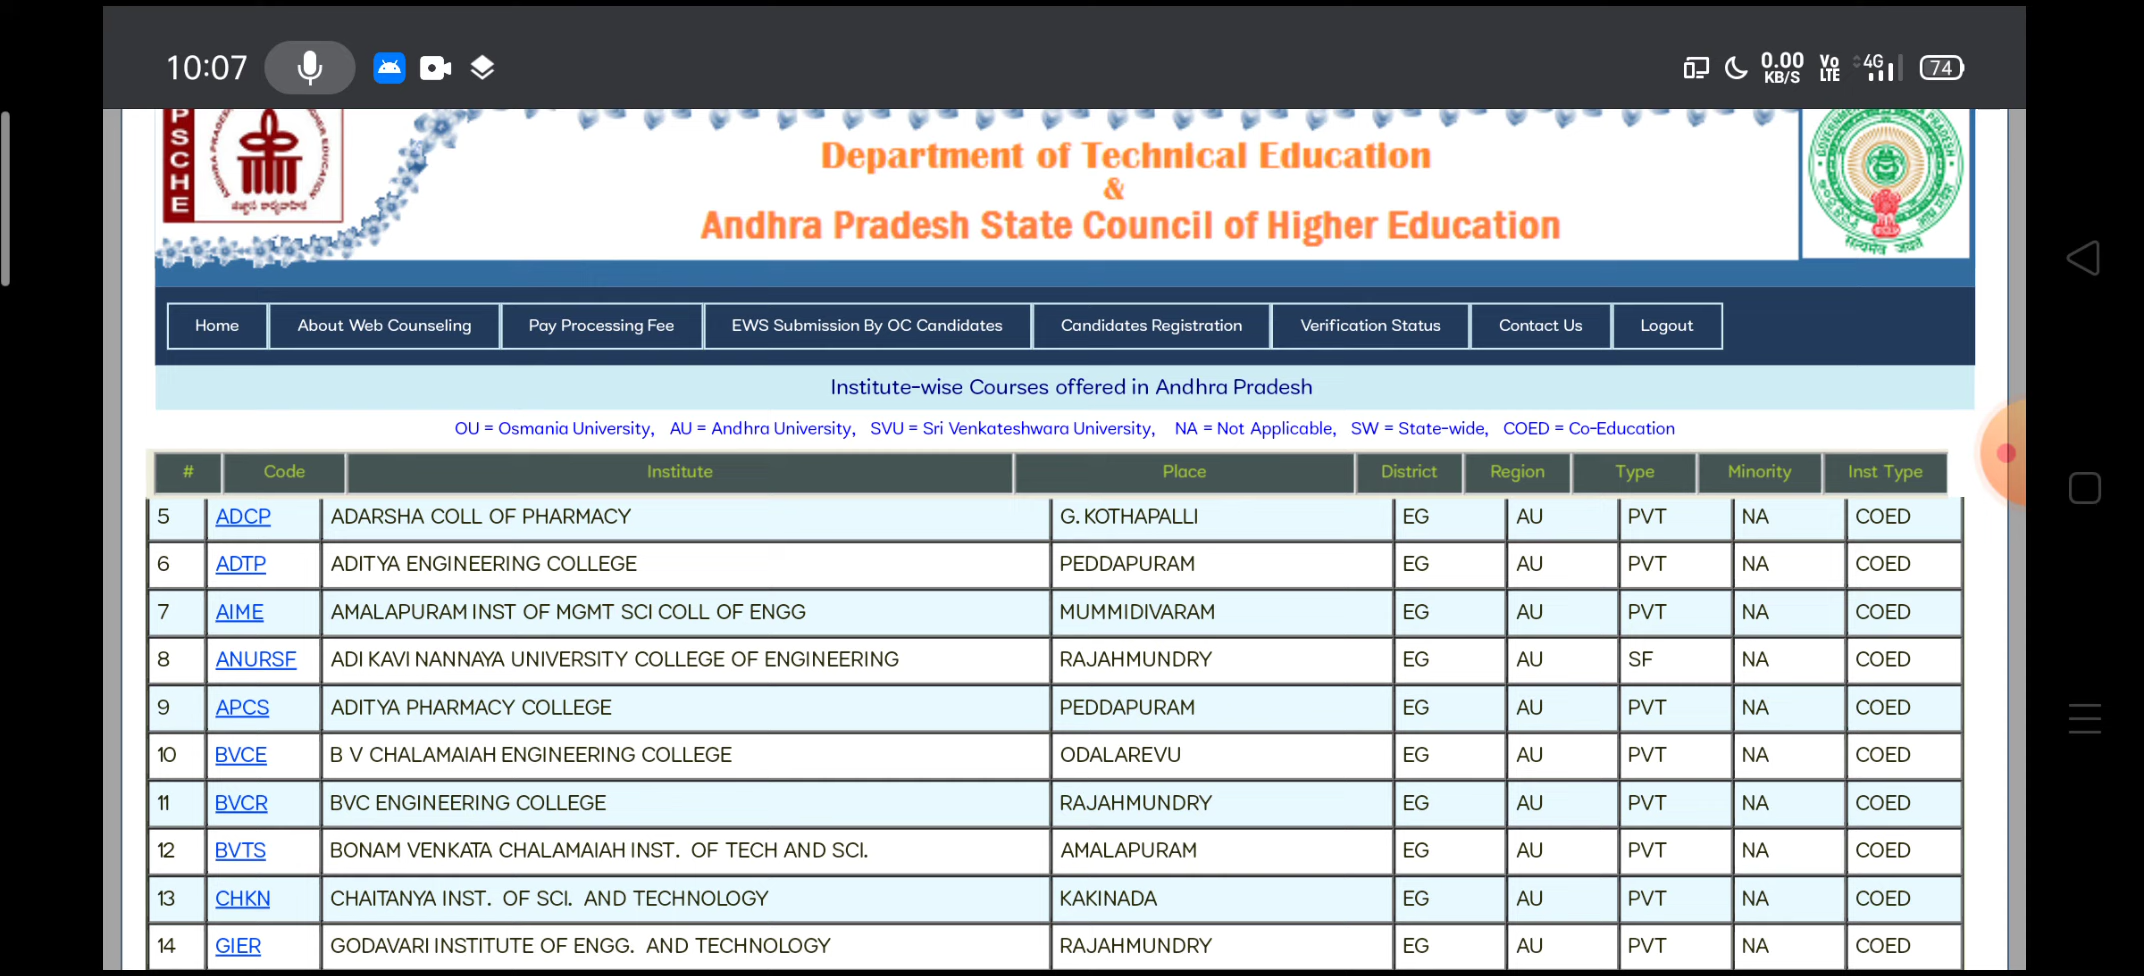 10:07
0.00 KB/S Vo LTE 4G 74
PSCHE
Department of Technical Education
&
Andhra Pradesh State Council of Higher Education
सत्यमेव जयते
Home About Web Counseling Pay Processing Fee EWS Submission By OC Candidates Candidates Registration Verification Status Contact Us Logout
Institute-wise Courses offered in Andhra Pradesh
OU = Osmania University, AU = Andhra University, SVU = Sri Venkateshwara University, NA = Not Applicable, SW = State-wide, COED = Co-Education
# Code Institute Place District Region Type Minority Inst Type
5 ADCP ADARSHA COLL OF PHARMACY G. KOTHAPALLI EG AU PVT NA COED
6 ADTP ADITYA ENGINEERING COLLEGE PEDDAPURAM EG AU PVT NA COED
7 AIME AMALAPURAM INST OF MGMT SCI COLL OF ENGG MUMMIDIVARAM EG AU PVT NA COED
8 ANURSF ADI KAVI NANNAYA UNIVERSITY COLLEGE OF ENGINEERING RAJAHMUNDRY EG AU SF NA COED
9 APCS ADITYA PHARMACY COLLEGE PEDDAPURAM EG AU PVT NA COED
10 BVCE B V CHALAMAIAH ENGINEERING COLLEGE ODALAREVU EG AU PVT NA COED
11 BVCR BVC ENGINEERING COLLEGE RAJAHMUNDRY EG AU PVT NA COED
12 BVTS BONAM VENKATA CHALAMAIAH INST. OF TECH AND SCI. AMALAPURAM EG AU PVT NA COED
13 CHKN CHAITANYA INST. OF SCI. AND TECHNOLOGY KAKINADA EG AU PVT NA COED
14 GIER GODAVARI INSTITUTE OF ENGG. AND TECHNOLOGY RAJAHMUNDRY EG AU PVT NA COED